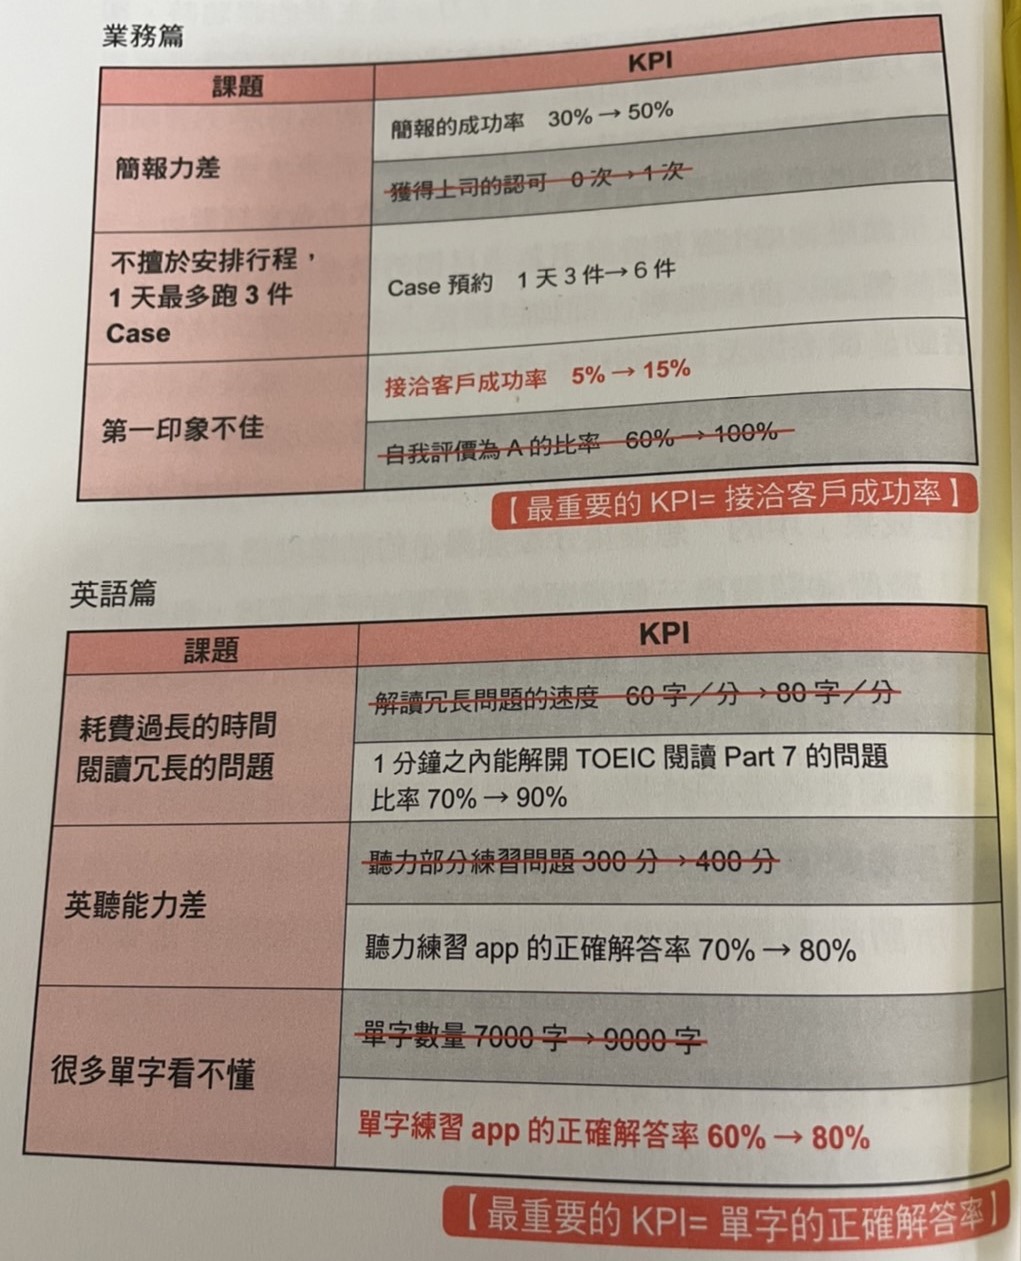 業務篇
課題
KPI
簡報力差
簡報的成功率 30% → 50%
獲得上司的認可 0 次 → 1 次
不擅於安排行程，
1 天最多跑 3 件
Case
Case 預約 1 天 3 件→ 6 件
第一印象不佳
接洽客戶成功率 5% → 15%
自我評價為 A 的比率 60% → 100%
【最重要的 KPI= 接洽客戶成功率】
英語篇
課題
KPI
耗費過長的時間
閱讀冗長的問題
解讀冗長問題的速度 60 字／分 → 80 字／分
1 分鐘之內能解開 TOEIC 閱讀 Part 7 的問題
比率 70% → 90%
英聽能力差
聽力部分練習問題 300 分 → 400 分
聽力練習 app 的正確解答率 70% → 80%
很多單字看不懂
單字數量 7000 字 → 9000 字
單字練習 app 的正確解答率 60% → 80%
【最重要的 KPI= 單字的正確解答率】